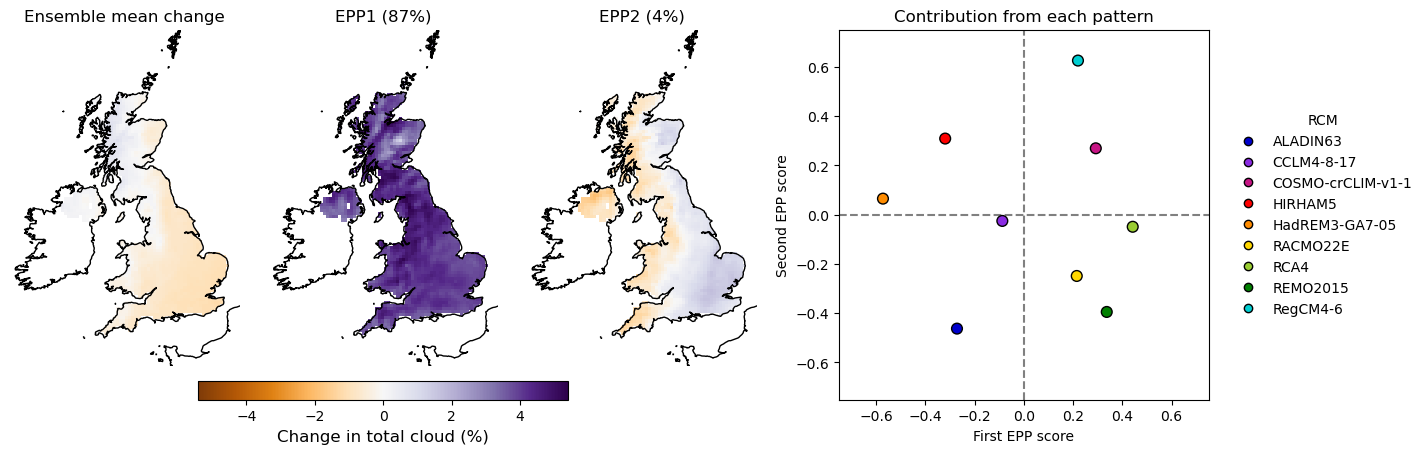 Ensemble mean change
EPP1 (87%)
EPP2 (4%)
−4
−2
0
2
4
Change in total cloud (%)
Contribution from each pattern
Second EPP score
0.6
0.4
0.2
0.0
−0.2
−0.4
−0.6
−0.6
−0.4
−0.2
0.0
0.2
0.4
0.6
First EPP score
RCM
ALADIN63
CCLM4-8-17
COSMO-crCLIM-v1-1
HIRHAM5
HadREM3-GA7-05
RACMO22E
RCA4
REMO2015
RegCM4-6